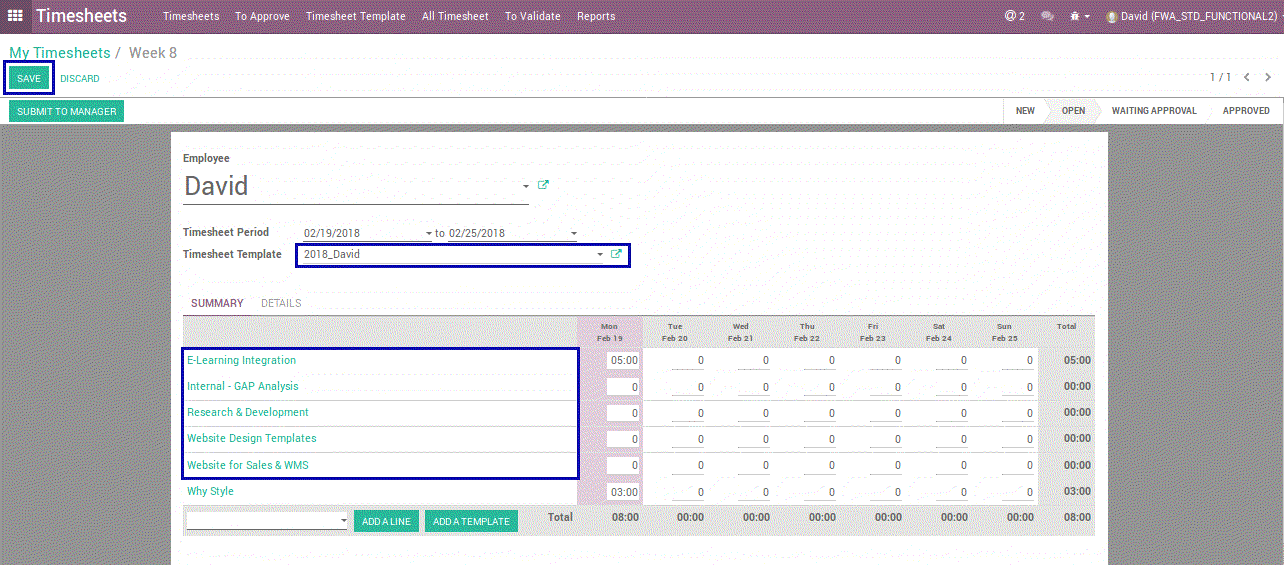 Timesheets Timesheets To Approve Timesheet Template All Timesheet To Validate Reports @ 2 David (FWA_STD_FUNCTIONAL2)
My Timesheets / Week 8
SAVE DISCARD 1 / 1
SUBMIT TO MANAGER NEW OPEN WAITING APPROVAL APPROVED
Employee
David
Timesheet Period 02/19/2018 to 02/25/2018
Timesheet Template 2018_David
SUMMARY DETAILS
Mon Tue Wed Thu Fri Sat Sun Total
Feb 19 Feb 20 Feb 21 Feb 22 Feb 23 Feb 24 Feb 25
E-Learning Integration 05:00 0 0 0 0 0 0 05:00
Internal - GAP Analysis 0 0 0 0 0 0 0 00:00
Research & Development 0 0 0 0 0 0 0 00:00
Website Design Templates 0 0 0 0 0 0 0 00:00
Website for Sales & WMS 0 0 0 0 0 0 0 00:00
Why Style 03:00 0 0 0 0 0 0 03:00
ADD A LINE ADD A TEMPLATE Total 08:00 00:00 00:00 00:00 00:00 00:00 00:00 08:00